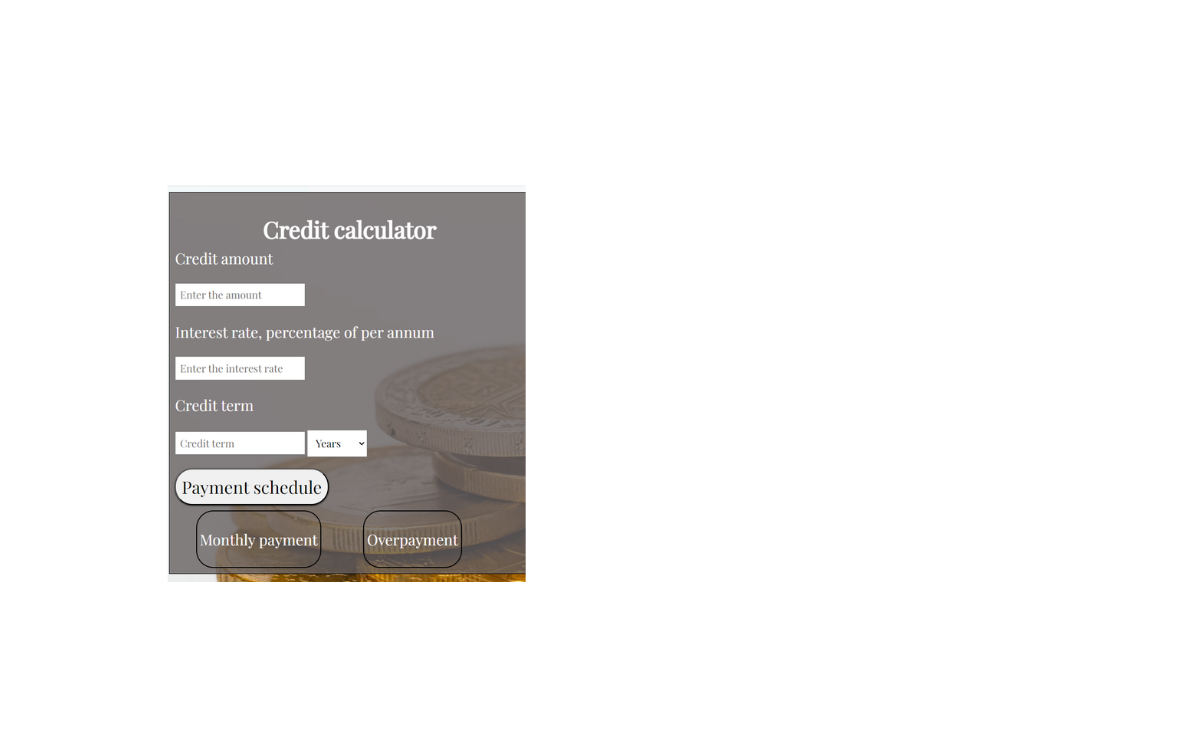 Credit calculator
Credit amount
Enter the amount
Interest rate, percentage of per annum
Enter the interest rate
Credit term
Credit term Years
Payment schedule
Monthly payment Overpayment